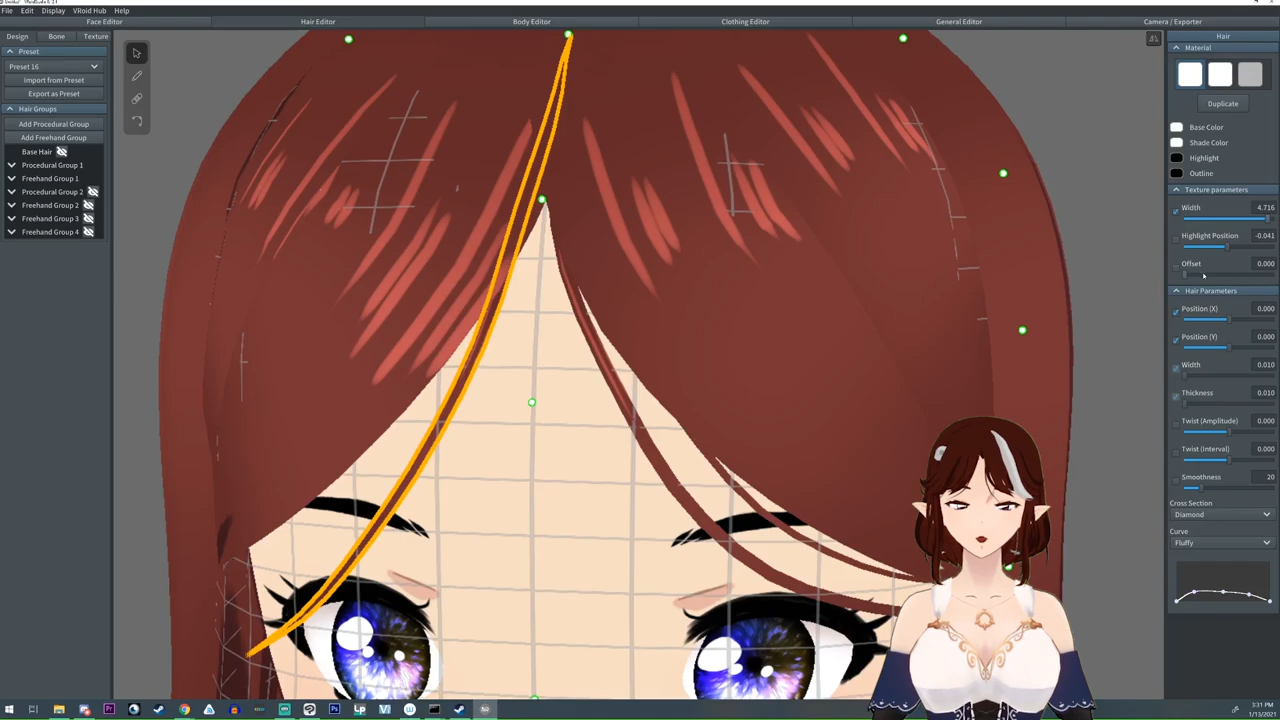 File Edit Display VRoid Hub Help
Face Editor Hair Editor Body Editor Clothing Editor General Editor Camera / Exporter
Design Bone Texture
Preset
Preset 16
Import from Preset
Export as Preset
Hair Groups
Add Procedural Group
Add Freehand Group
Base Hair
Procedural Group 1
Freehand Group 1
Procedural Group 2
Freehand Group 2
Freehand Group 3
Freehand Group 4
Hair
Material
Duplicate
Base Color
Shade Color
Highlight
Outline
Texture parameters
Width 4.716
Highlight Position -0.041
Offset 0.000
Hair Parameters
Position (X) 0.000
Position (Y) 0.000
Width 0.010
Thickness 0.010
Twist (Amplitude) 0.000
Twist (Interval) 0.000
Smoothness 20
Cross Section
Diamond
Curve
Fluffy
3:31 PM
1/13/2021